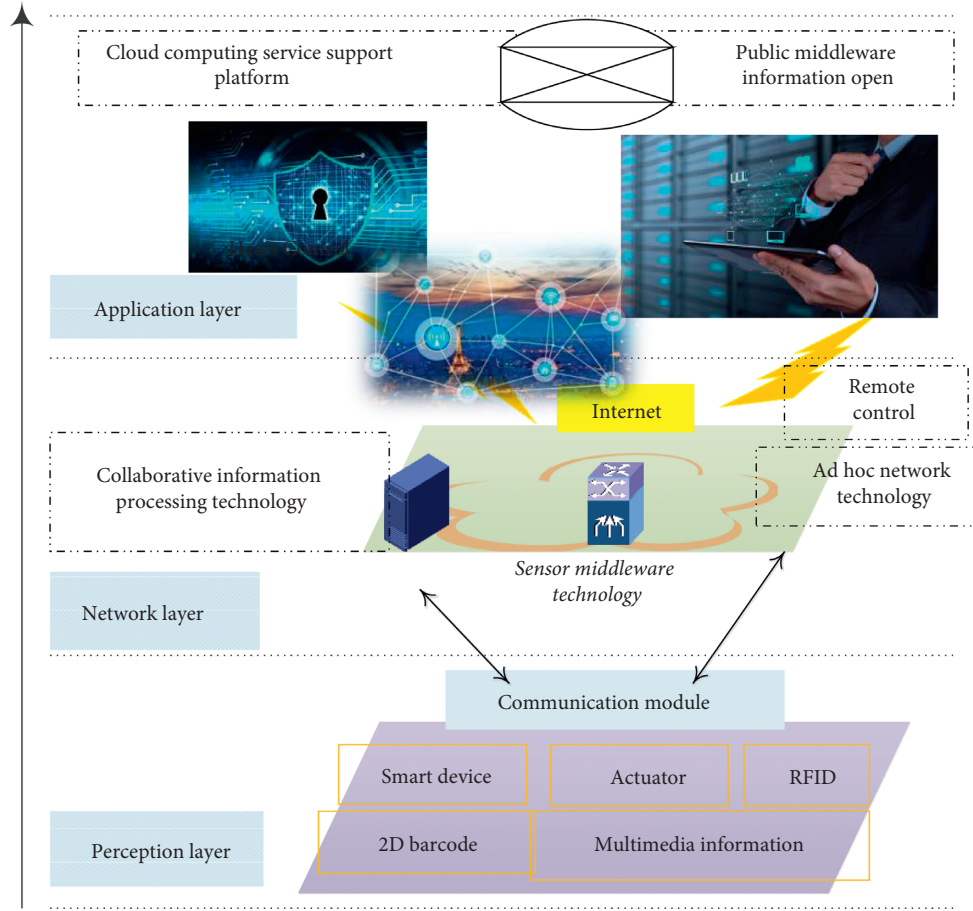 Cloud computing service support
platform
Public middleware
information open
Application layer
Internet
Remote
control
Collaborative information
processing technology
Ad hoc network
technology
Sensor middleware
technology
Network layer
Communication module
Smart device
Actuator
RFID
2D barcode
Multimedia information
Perception layer